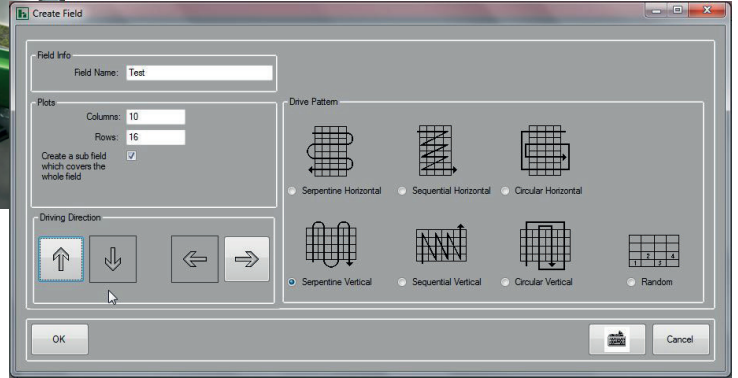 Create Field
Field Info
Field Name: Test
Plots
Columns: 10
Rows: 16
Create a sub field
which covers the
whole field
Driving Direction
Drive Pattern
Serpentine Horizontal
Sequential Horizontal
Circular Horizontal
1 2 3 4
Serpentine Vertical
Sequential Vertical
Circular Vertical
Random
OK
Cancel